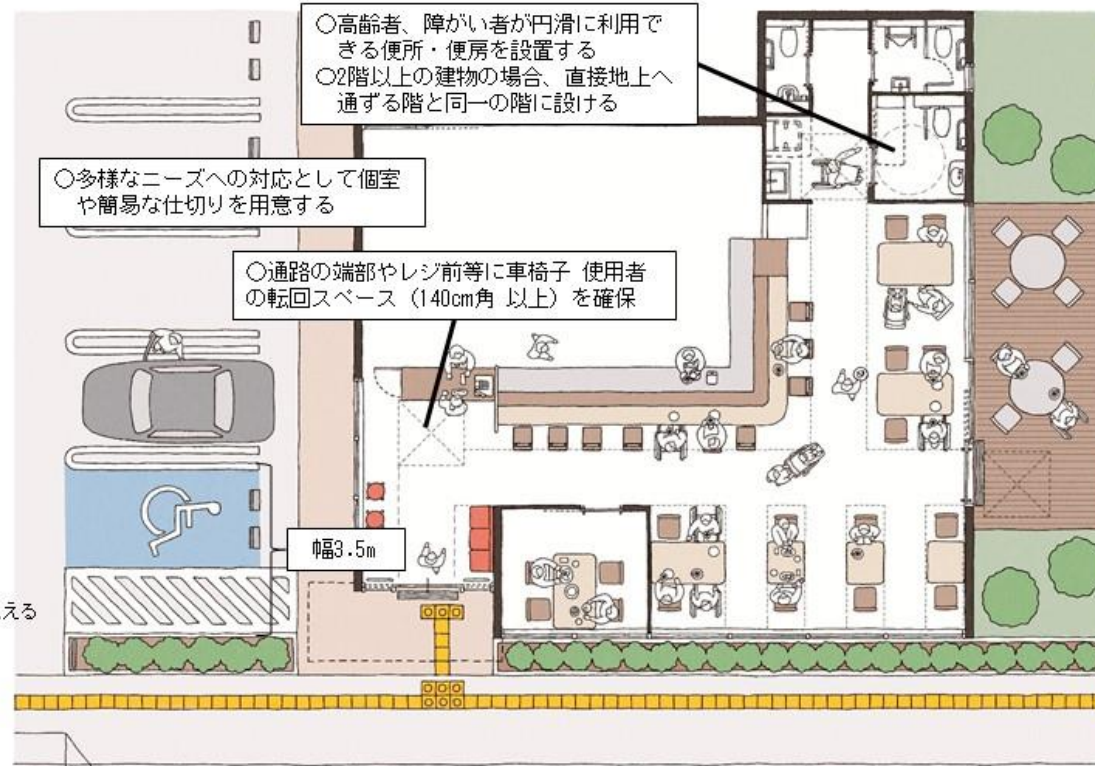 ○高齢者、障がい者が円滑に利用で
きる便所・便房を設置する
○2階以上の建物の場合、直接地上へ
通ずる階と同一の階に設ける
○多様なニーズへの対応として個室
や簡易な仕切りを用意する
○通路の端部やレジ前等に車椅子 使用者
の転回スペース（140cm角 以上）を確保
幅3.5m
える